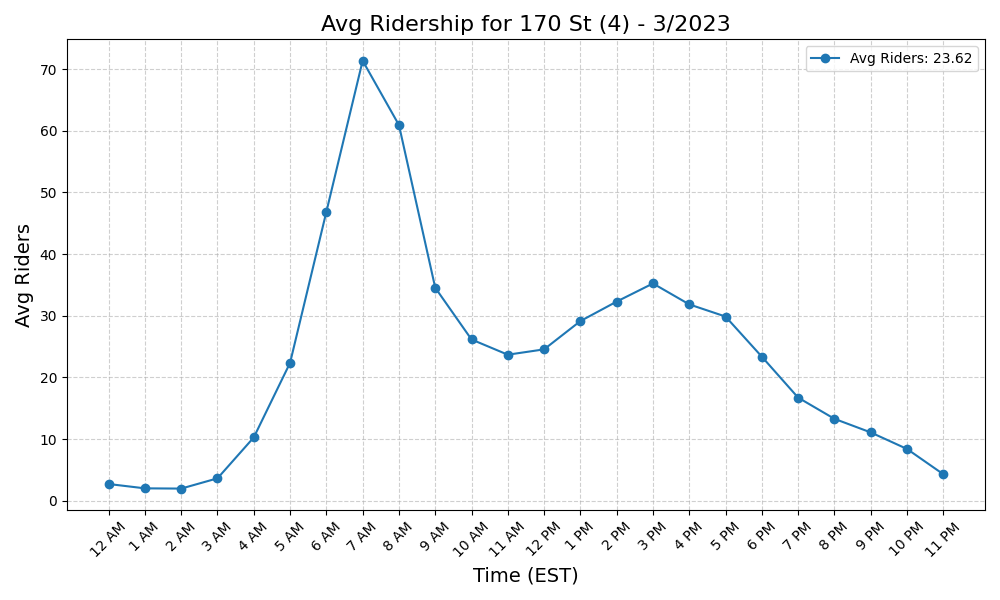 Avg Ridership for 170 St (4) - 3/2023
Avg Riders: 23.62
Avg Riders
70
60
50
40
30
20
10
0
12 AM
1 AM
2 AM
3 AM
4 AM
5 AM
6 AM
7 AM
8 AM
9 AM
10 AM
11 AM
12 PM
1 PM
2 PM
3 PM
4 PM
5 PM
6 PM
7 PM
8 PM
9 PM
10 PM
11 PM
Time (EST)